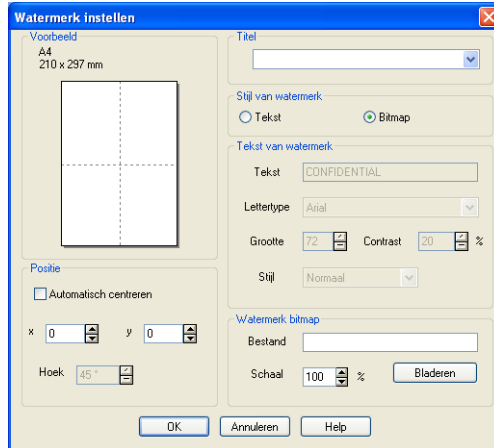 Watermerk instellen
Voorbeeld
A4
210 x 297 mm
Positie
Automatisch centreren
x 0 y 0
Hoek 45 °
Titel
Stijl van watermerk
Tekst Bitmap
Tekst van watermerk
Tekst CONFIDENTIAL
Lettertype Arial
Grootte 72 Contrast 20 %
Stijl Normaal
Watermerk bitmap
Bestand
Schaal 100 % Bladeren
OK Annuleren Help